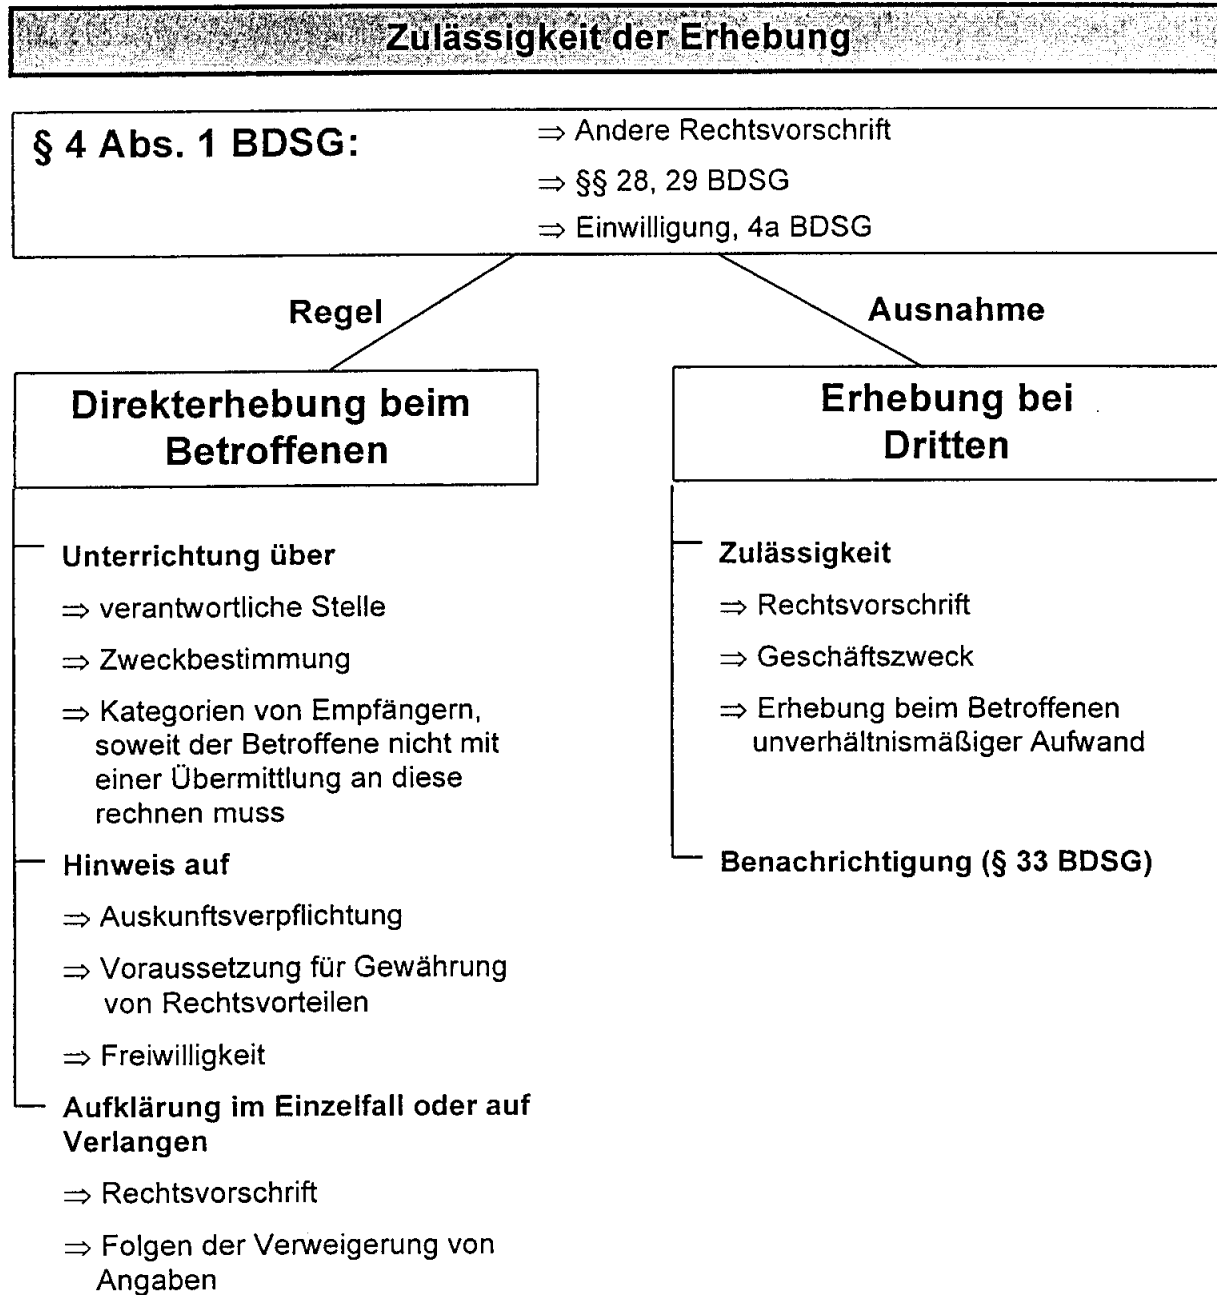 Zulässigkeit der Erhebung
§ 4 Abs. 1 BDSG:
⇒ Andere Rechtsvorschrift
⇒ §§ 28, 29 BDSG
⇒ Einwilligung, 4a BDSG
Regel
Ausnahme
Direkterhebung beim
Betroffenen
Unterrichtung über
⇒ verantwortliche Stelle
⇒ Zweckbestimmung
⇒ Kategorien von Empfängern,
soweit der Betroffene nicht mit
einer Übermittlung an diese
rechnen muss
Hinweis auf
⇒ Auskunftsverpflichtung
⇒ Voraussetzung für Gewährung
von Rechtsvorteilen
⇒ Freiwilligkeit
Aufklärung im Einzelfall oder auf
Verlangen
⇒ Rechtsvorschrift
⇒ Folgen der Verweigerung von
Angaben
Erhebung bei
Dritten
Zulässigkeit
⇒ Rechtsvorschrift
⇒ Geschäftszweck
⇒ Erhebung beim Betroffenen
unverhältnismäßiger Aufwand
Benachrichtigung (§ 33 BDSG)